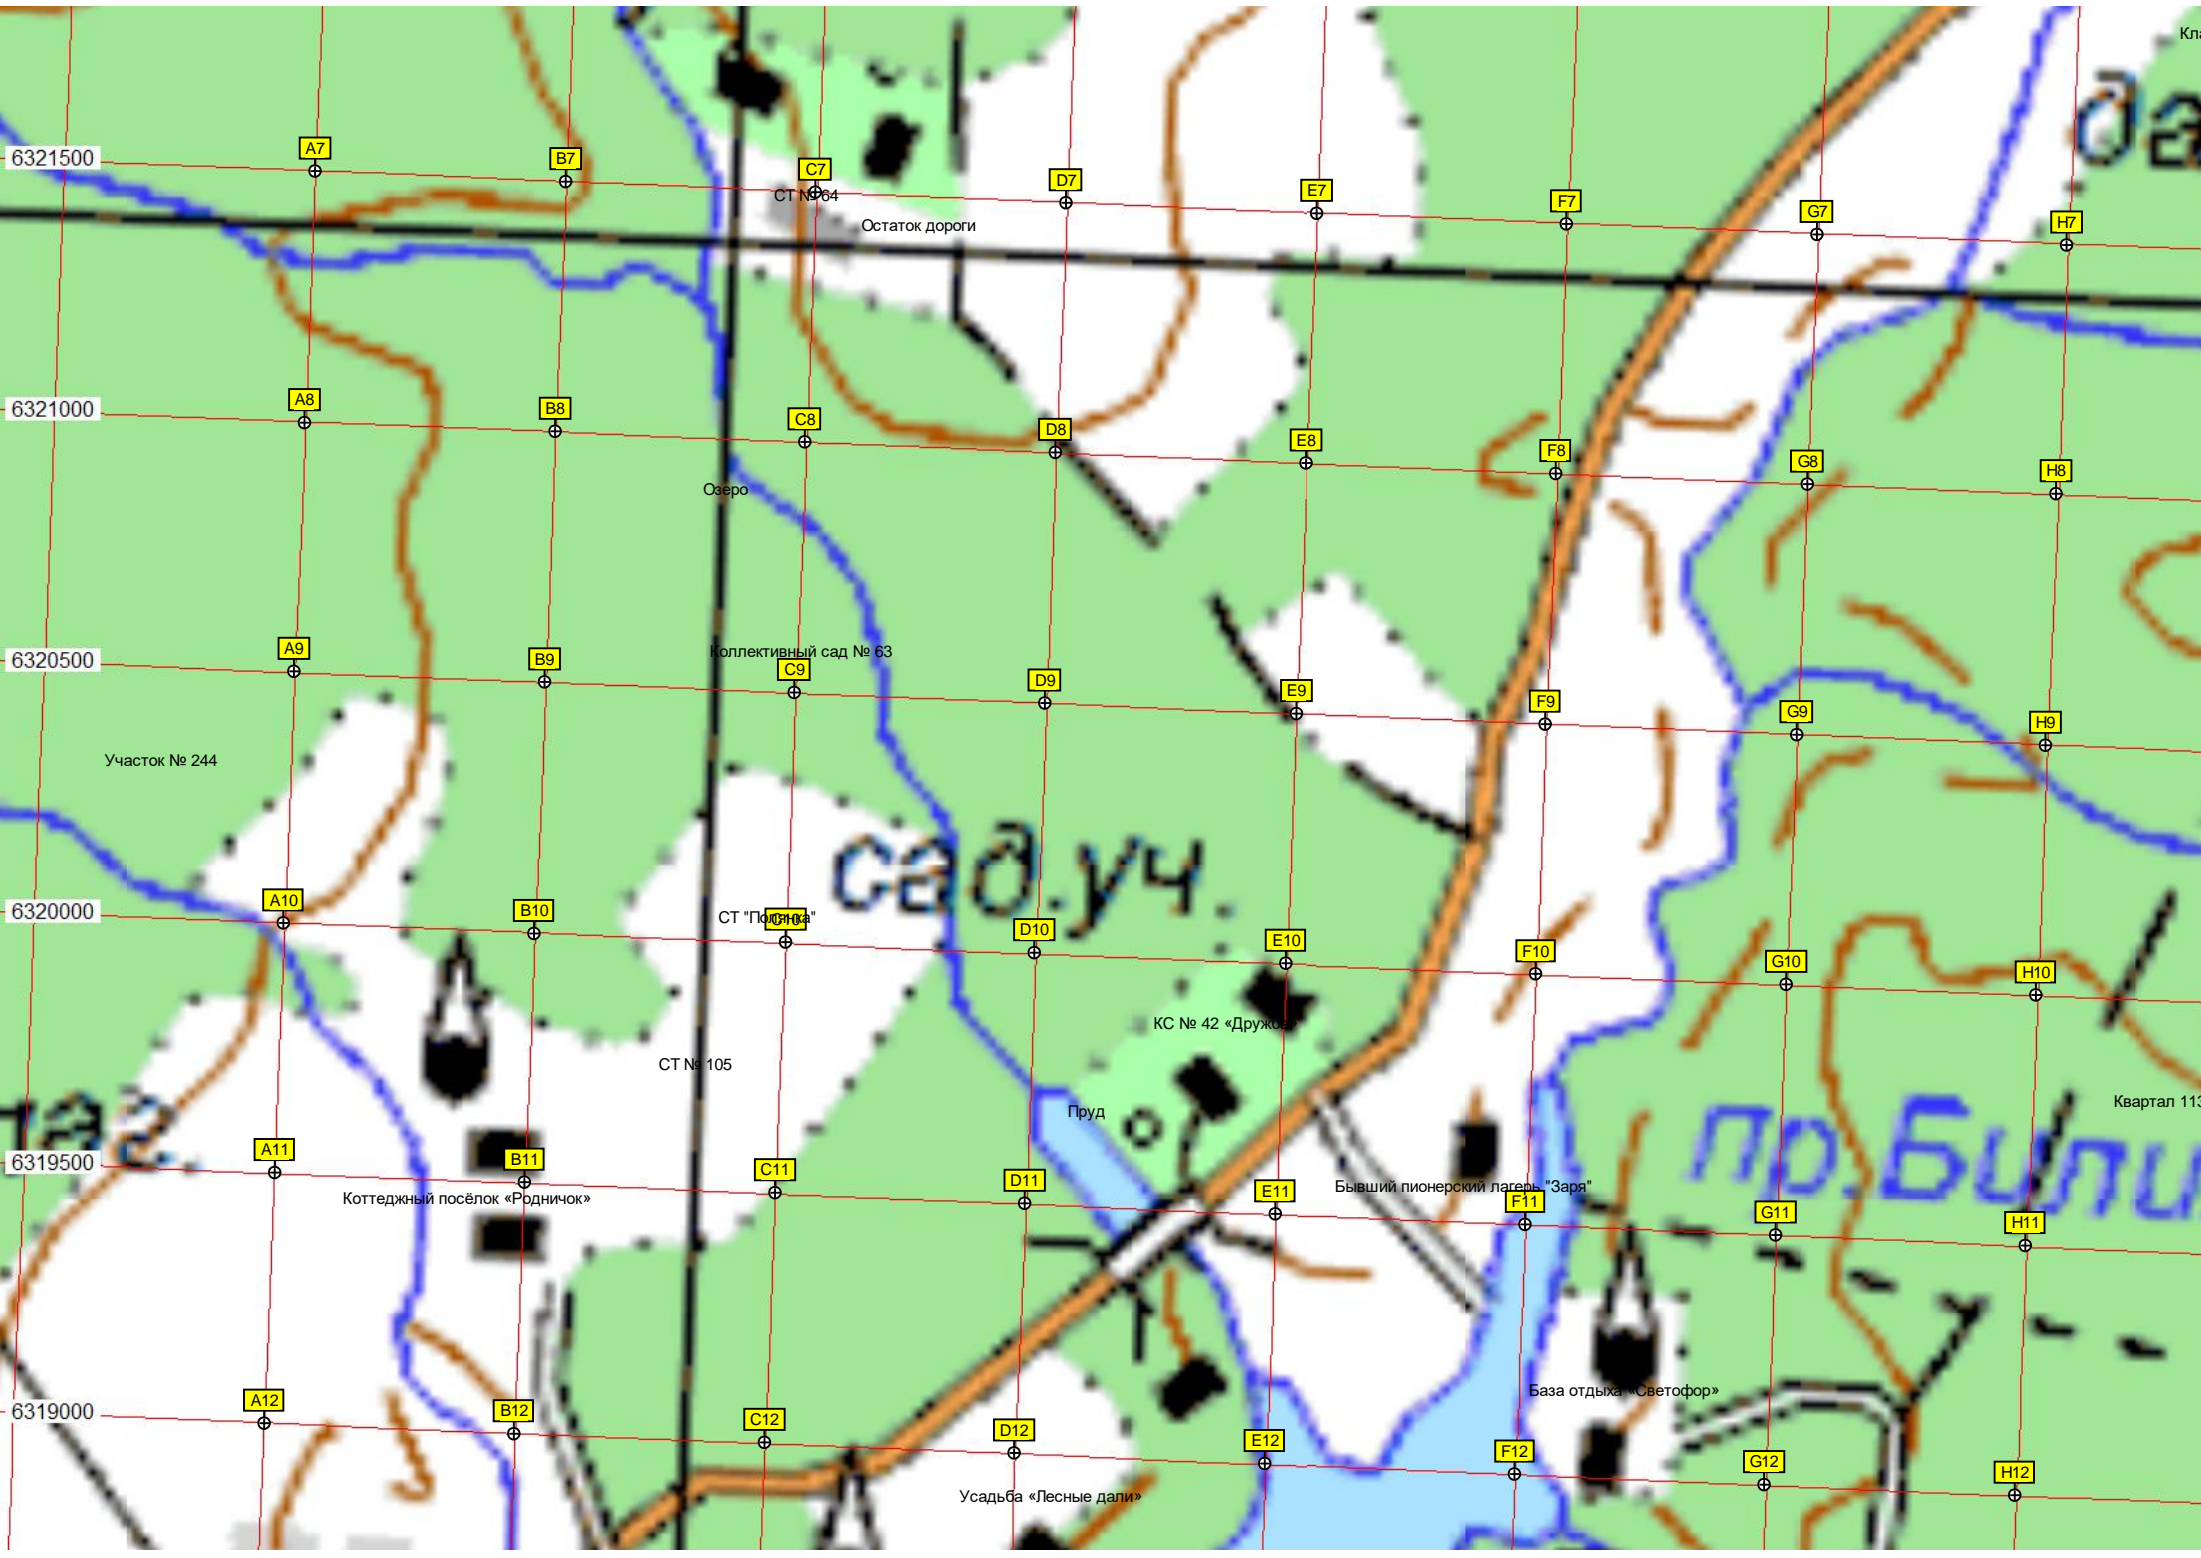 Кл
да
6321500
A7
B7
C7
D7
E7
F7
G7
H7
СТ № 64
Остаток дороги
6321000
A8
B8
C8
D8
E8
F8
G8
H8
Озеро
6320500
A9
B9
Коллективный сад № 63
C9
D9
E9
F9
G9
H9
Участок № 244
сад.уч.
6320000
A10
B10
СТ "Полянка"
D10
E10
F10
G10
H10
КС № 42 «Дружба»
СТ № 105
Пруд
Квартал 113
пр.Били
6319500
A11
B11
C11
D11
E11
F11
G11
H11
Бывший пионерский лагерь "Заря"
Коттеджный посёлок «Родничок»
База отдыха «Светофор»
6319000
A12
B12
C12
D12
E12
F12
G12
H12
Усадьба «Лесные дали»